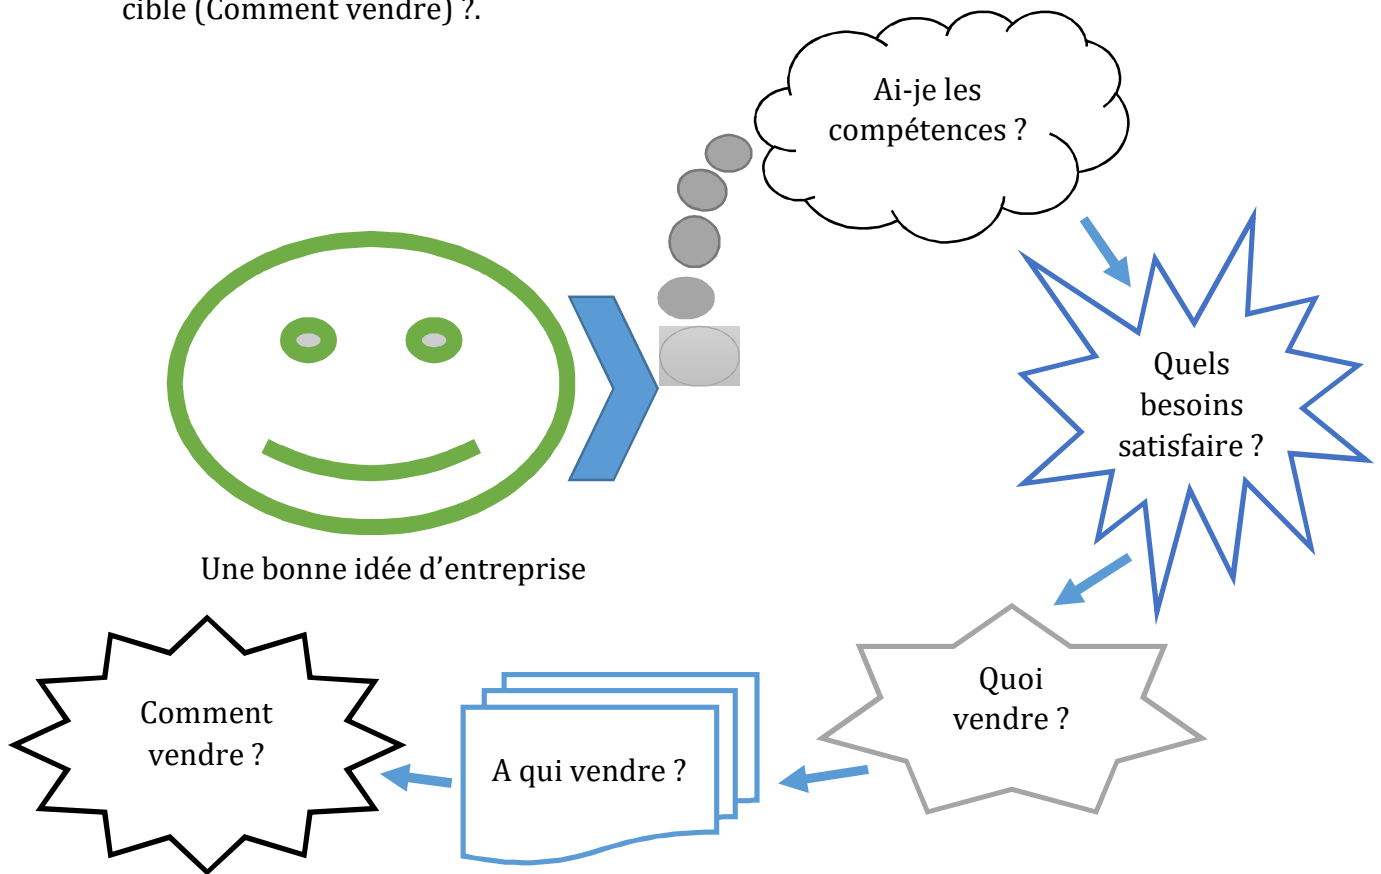 cible (Comment vendre) ?.
Ai-je les
compétences ?
Quels
besoins
satisfaire ?
Une bonne idée d’entreprise
Quoi
vendre ?
A qui vendre ?
Comment
vendre ?